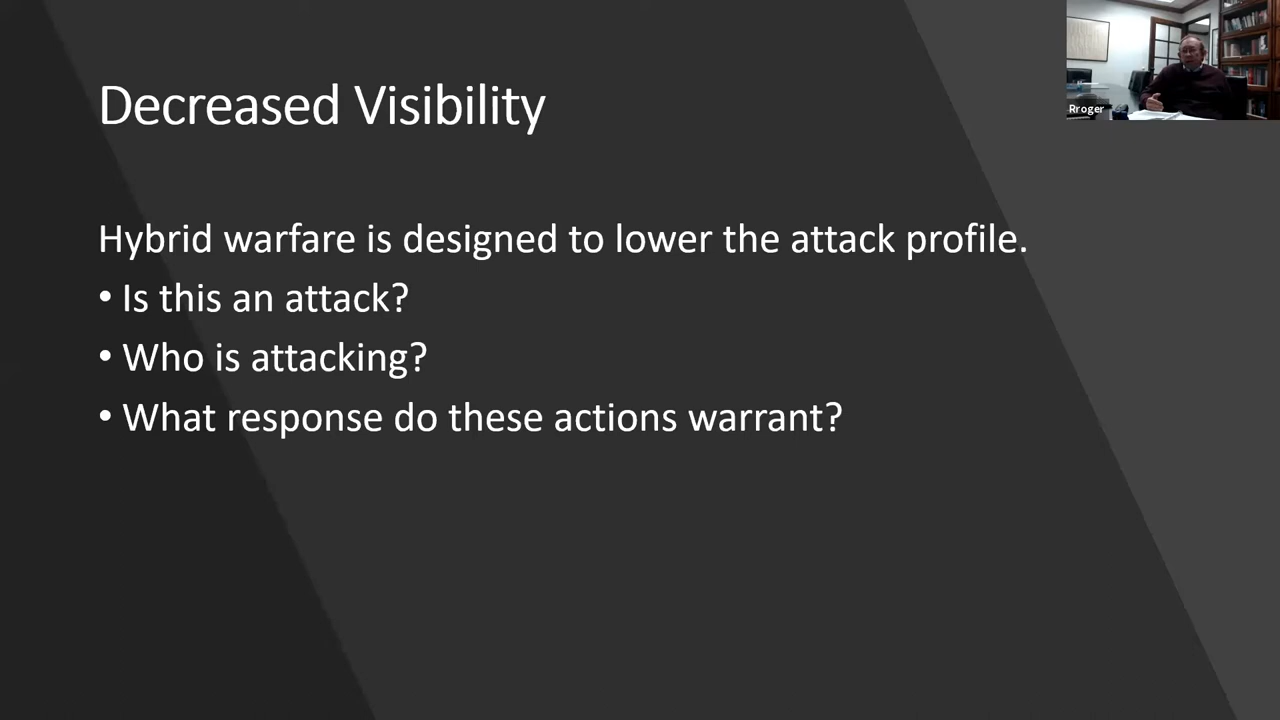 Decreased Visibility
Rroger
Hybrid warfare is designed to lower the attack profile.
• Is this an attack?
• Who is attacking?
• What response do these actions warrant?